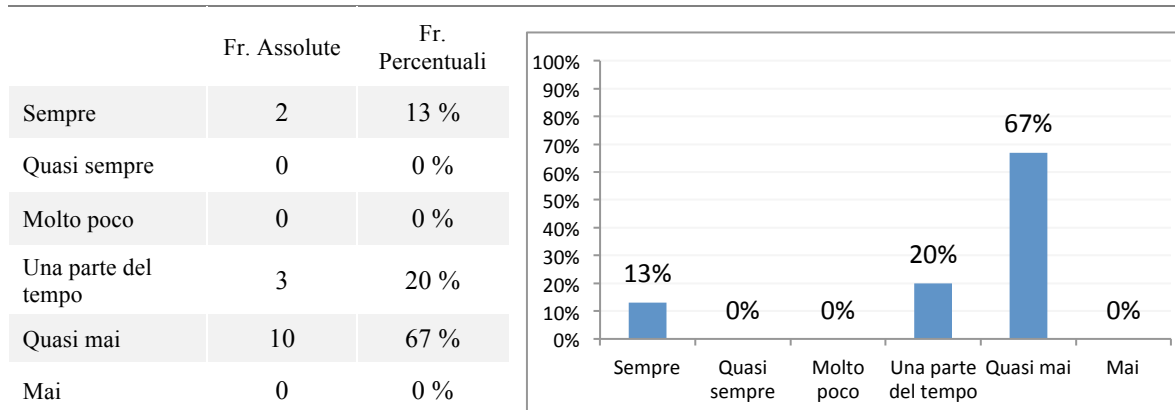 Fr. Assolute
Fr.
Percentuali
Sempre 2 13 %
Quasi sempre 0 0 %
Molto poco 0 0 %
Una parte del
tempo 3 20 %
Quasi mai 10 67 %
Mai 0 0 %
100%
90%
80%
70%
60%
50%
40%
30%
20%
10%
0%
13%
0%
0%
20%
67%
0%
Sempre
Quasi
sempre
Molto
poco
Una parte
del tempo
Quasi mai
Mai